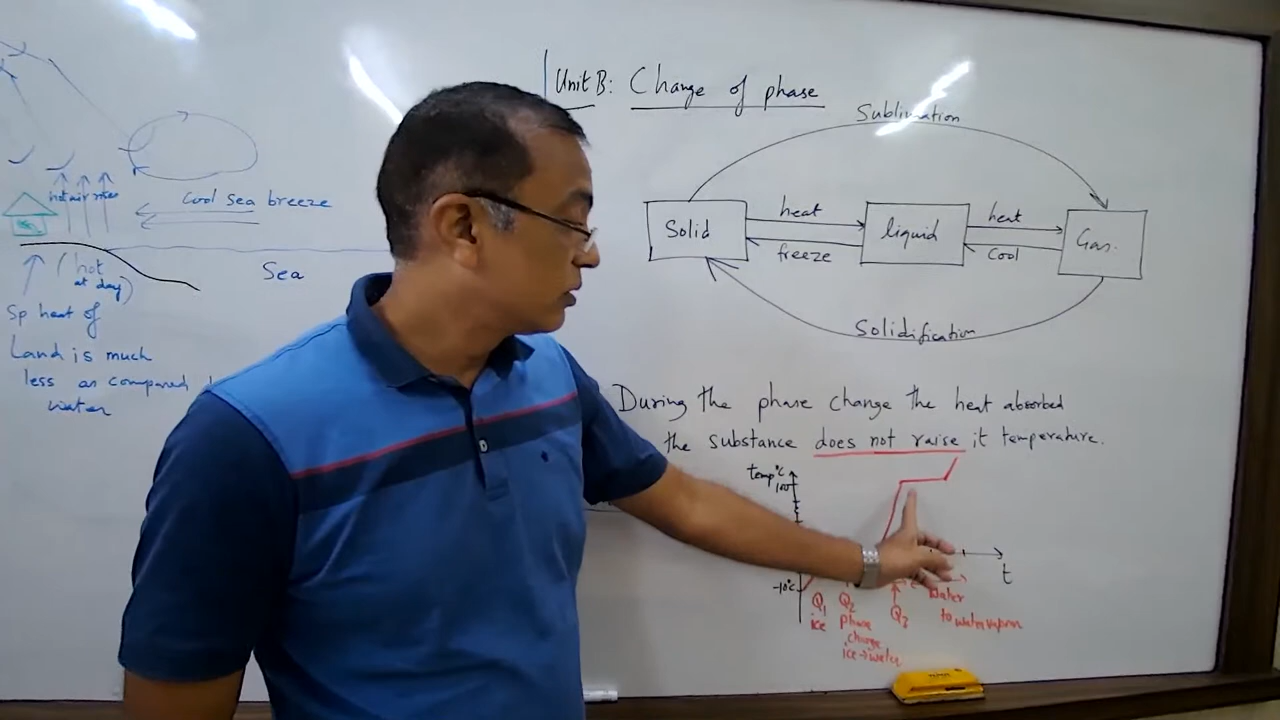 Unit B: Change of phase
Sublimation
Solid
heat
liquid
heat
Gas.
freeze
Cool
Solidification
During the phase change the heat absorbed
the substance does not raise it temperature.
temp°C
100
-10°C
t
Q1
ice
Q2
phase
change
ice→water
Q3
water
to water vapour
hot air rises
Cool Sea breeze
(hot
at day)
Sea
Sp heat of
Land is much
less as compared
water